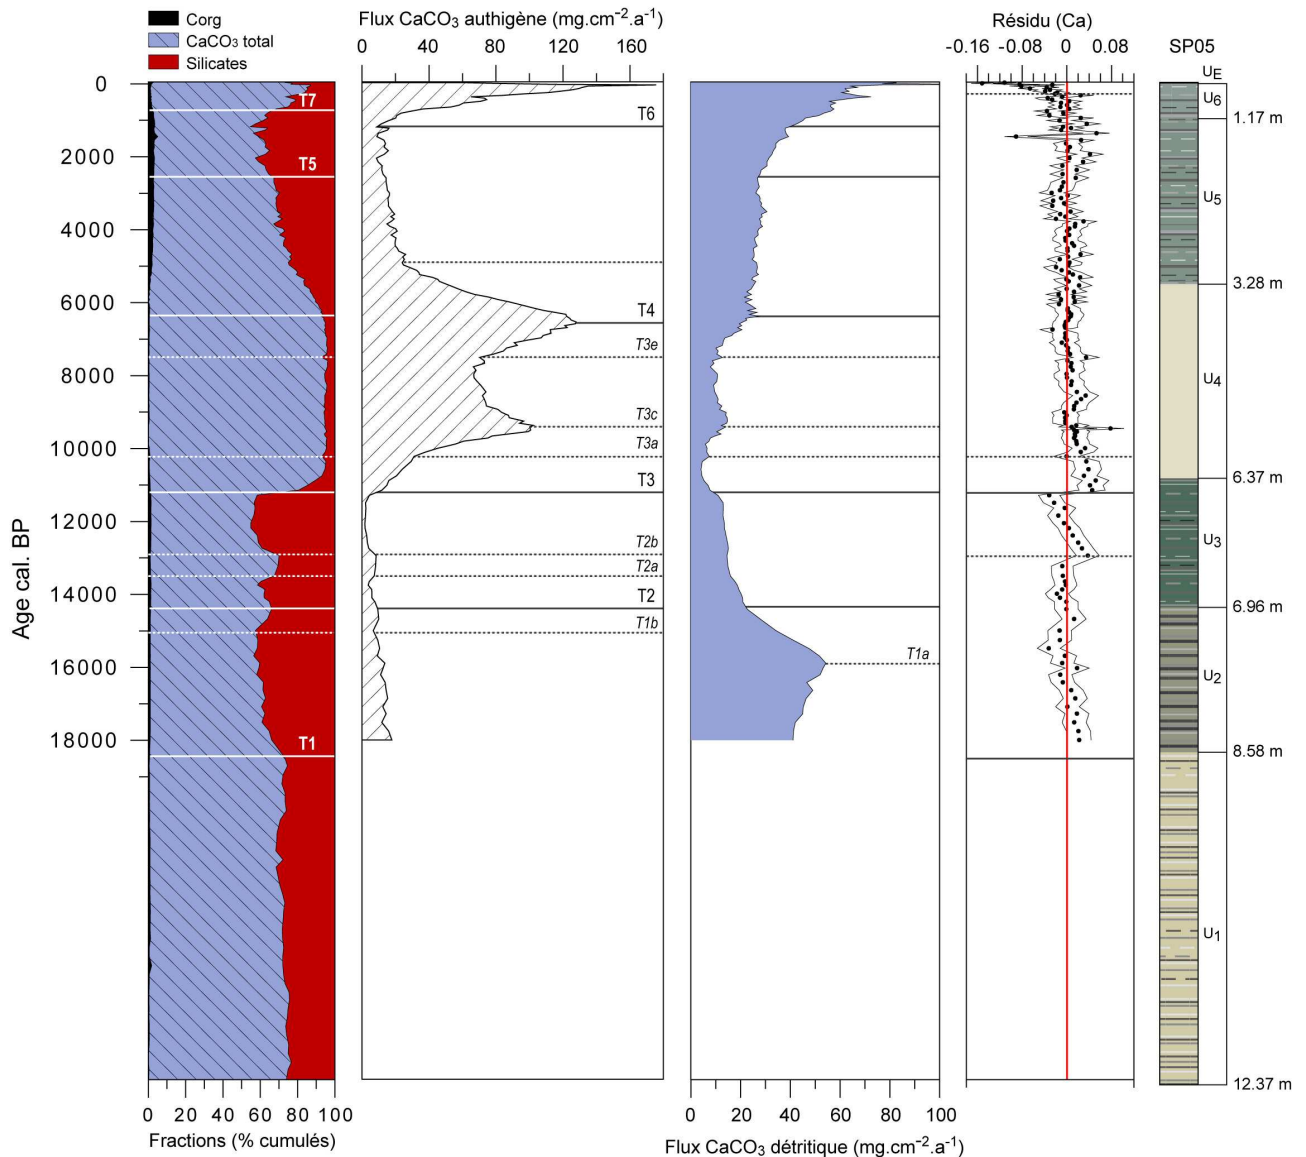 Corg
CaCO₃ total
Silicates
Flux CaCO₃ authigène (mg.cm⁻².a⁻¹)
0 40 80 120 160
Résidu (Ca)
-0.16 -0.08 0 0.08
SP05
Age cal. BP
0
2000
4000
6000
8000
10000
12000
14000
16000
18000
T7
T5
T1
T6
T4
T3e
T3c
T3a
T3
T2b
T2a
T2
T1b
T1a
UE
U6
1.17 m
U5
3.28 m
U4
6.37 m
U3
6.96 m
U2
8.58 m
U1
12.37 m
0 20 40 60 80 100
Fractions (% cumulés)
0 20 40 60 80 100
Flux CaCO₃ détritique (mg.cm⁻².a⁻¹)